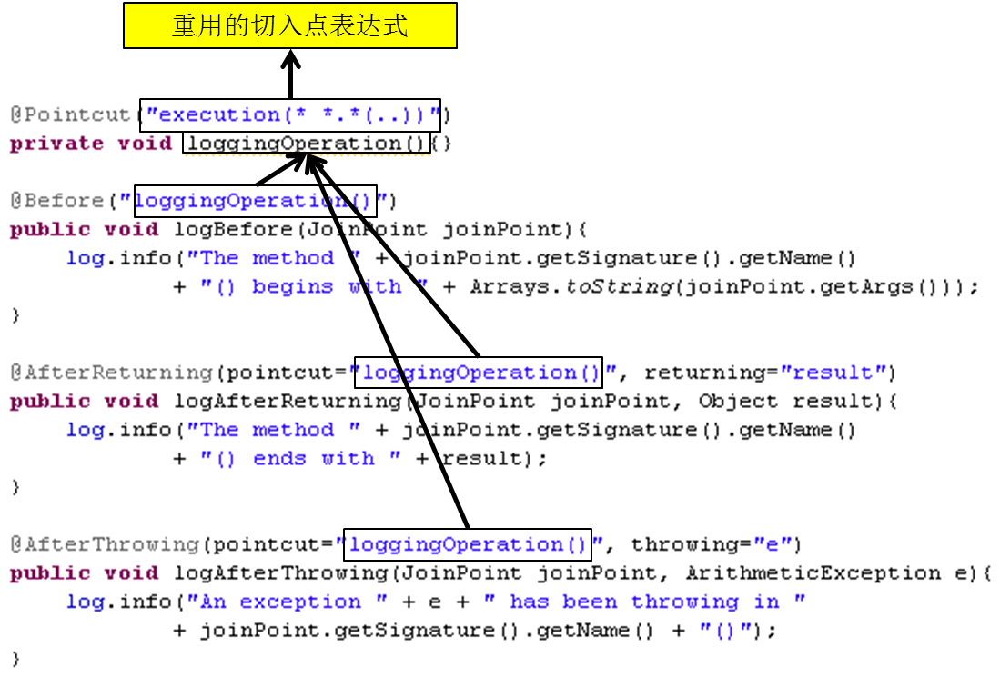 重用的切入点表达式
@Pointcut("execution(* *.*(..))")
private void loggingOperation(){}
@Before("loggingOperation()")
public void logBefore(JoinPoint joinPoint){
    log.info("The method " + joinPoint.getSignature().getName()
            + "() begins with " + Arrays.toString(joinPoint.getArgs()));
}
@AfterReturning(pointcut="loggingOperation()", returning="result")
public void logAfterReturning(JoinPoint joinPoint, Object result){
    log.info("The method " + joinPoint.getSignature().getName()
            + "() ends with " + result);
}
@AfterThrowing(pointcut="loggingOperation()", throwing="e")
public void logAfterThrowing(JoinPoint joinPoint, ArithmeticException e){
    log.info("An exception " + e + " has been throwing in "
            + joinPoint.getSignature().getName() + "()");
}